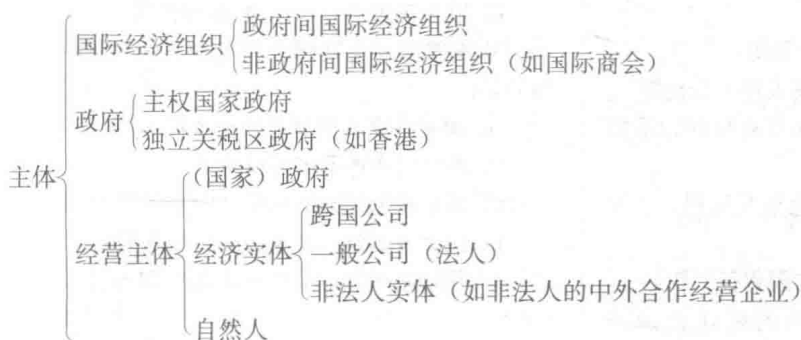 主体
国际经济组织
政府间国际经济组织
非政府间国际经济组织（如国际商会）
政府
主权国家政府
独立关税区政府（如香港）
经营主体
（国家）政府
经济实体
跨国公司
一般公司（法人）
非法人实体（如非法人的中外合作经营企业）
自然人